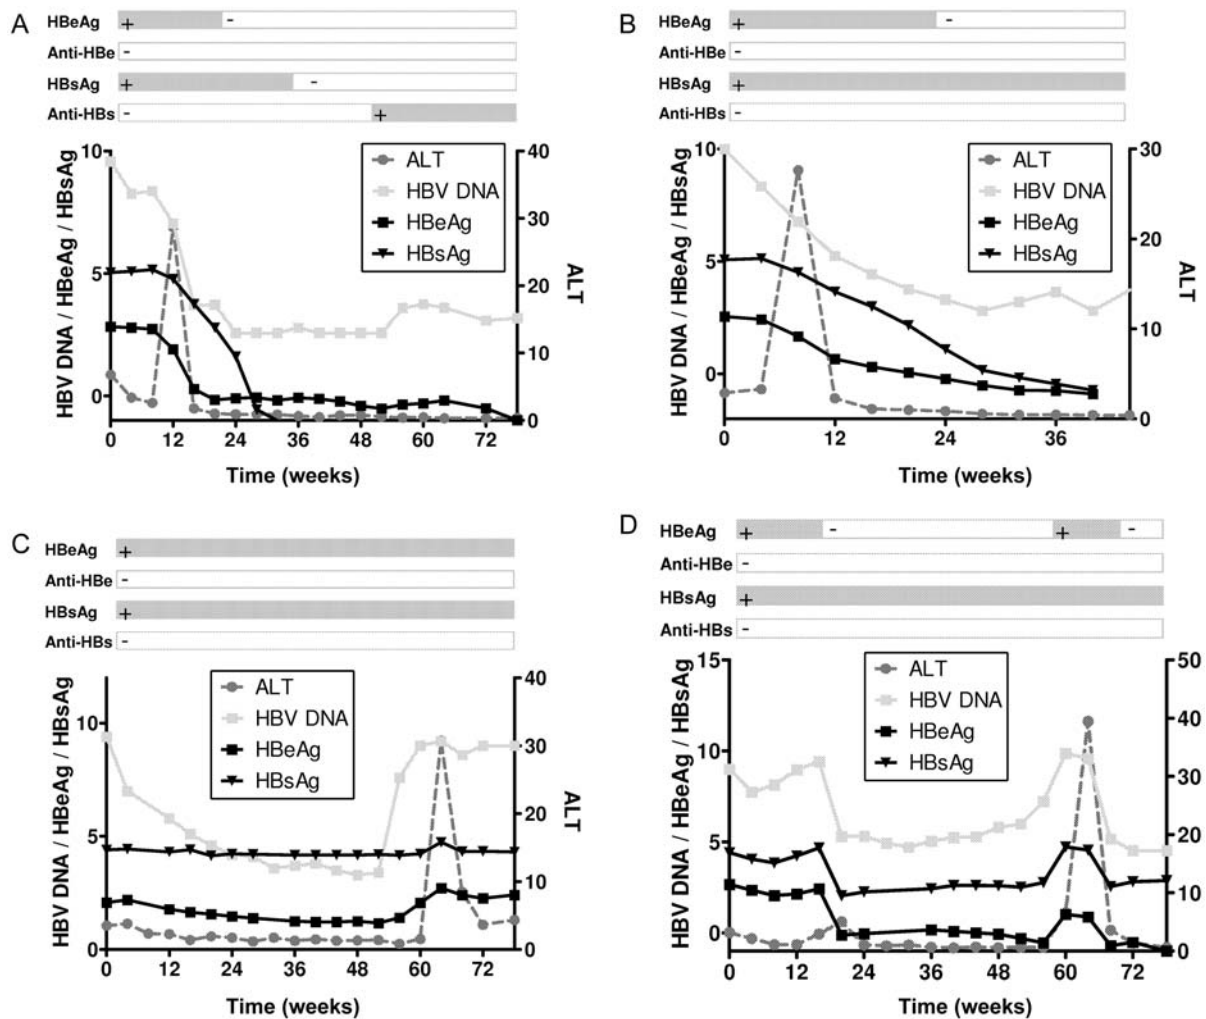 A
HBeAg + -
Anti-HBe -
HBsAg + -
Anti-HBs - +
HBV DNA / HBeAg / HBsAg
10
5
0
ALT
HBV DNA
HBeAg
HBsAg
40
30
20
10
0
ALT
0 12 24 36 48 60 72
Time (weeks)
B
HBeAg + -
Anti-HBe -
HBsAg +
Anti-HBs -
HBV DNA / HBeAg / HBsAg
10
5
0
ALT
HBV DNA
HBeAg
HBsAg
30
20
10
0
ALT
0 12 24 36
Time (weeks)
C
HBeAg +
Anti-HBe -
HBsAg +
Anti-HBs -
HBV DNA / HBeAg / HBsAg
10
5
0
ALT
HBV DNA
HBeAg
HBsAg
40
30
20
10
0
ALT
0 12 24 36 48 60 72
Time (weeks)
D
HBeAg + - + -
Anti-HBe -
HBsAg +
Anti-HBs -
HBV DNA / HBeAg / HBsAg
15
10
5
0
ALT
HBV DNA
HBeAg
HBsAg
50
40
30
20
10
0
0 12 24 36 48 60 72
Time (weeks)